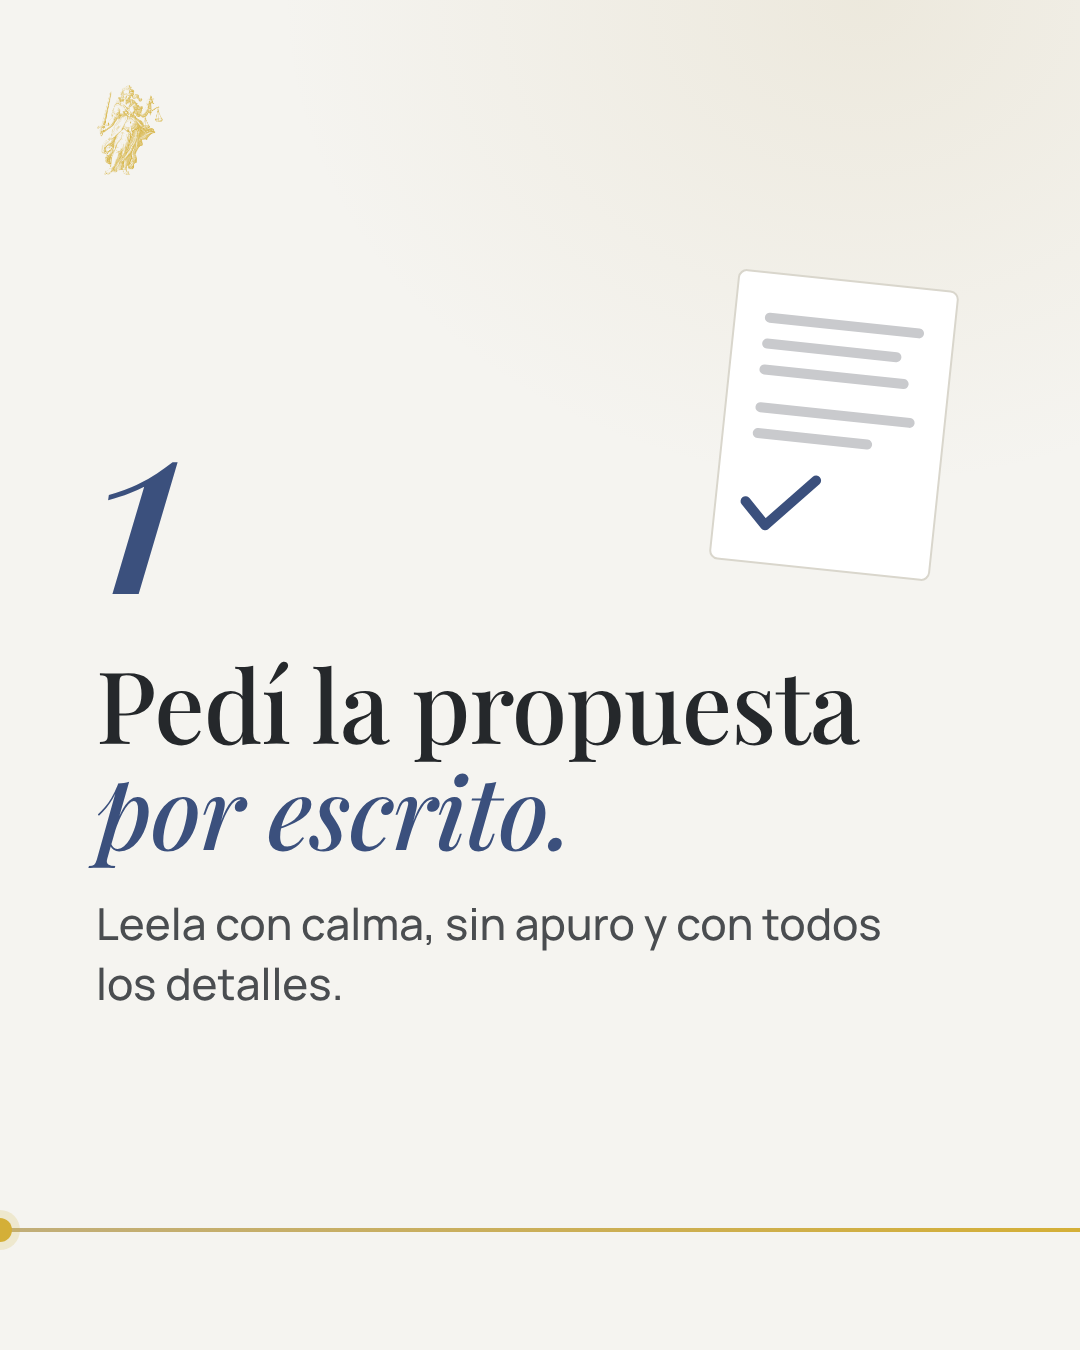 1
Pedí la propuesta
por escrito.
Leela con calma, sin apuro y con todos
los detalles.